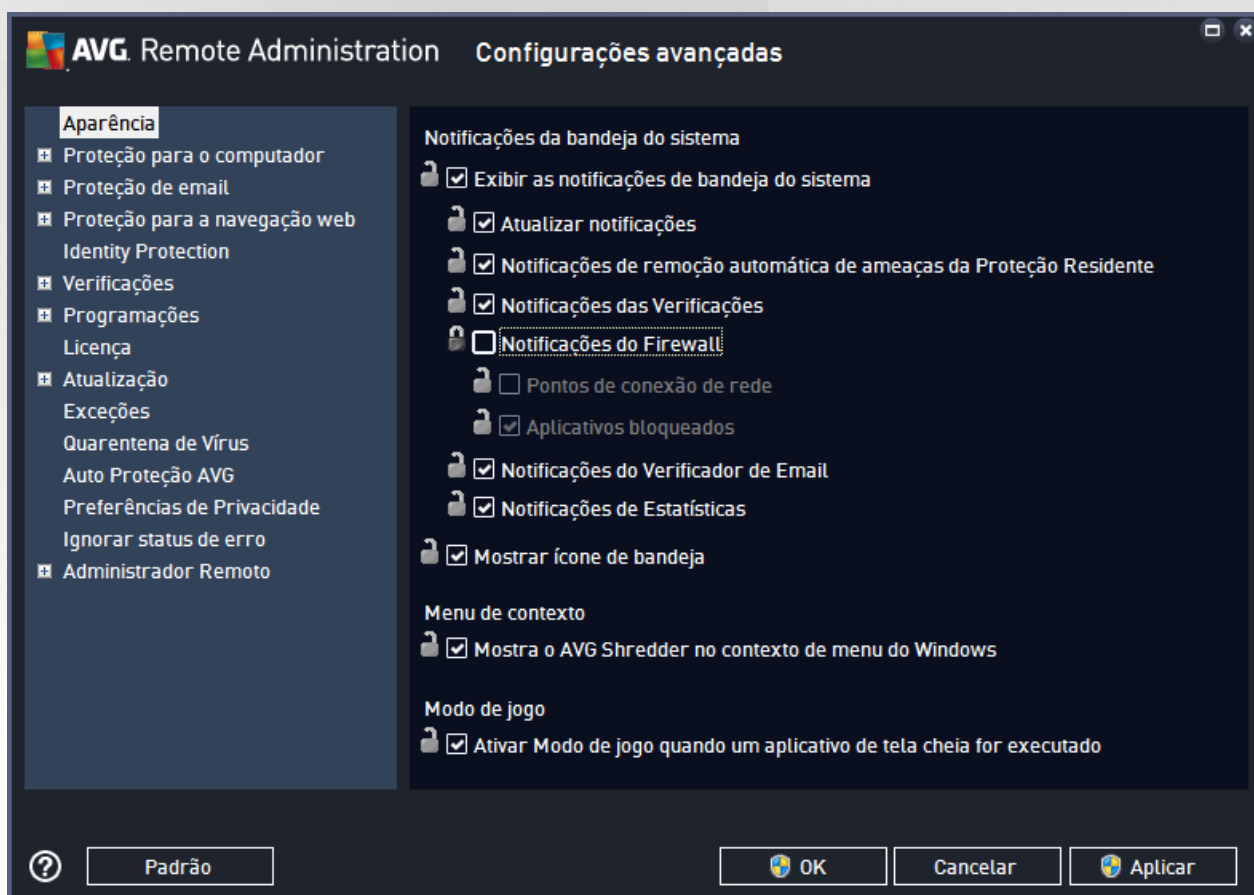 AVG. Remote Administration Configurações avançadas
Aparência
Proteção para o computador
Proteção de email
Proteção para a navegação web
Identity Protection
Verificações
Programações
Licença
Atualização
Exceções
Quarentena de Vírus
Auto Proteção AVG
Preferências de Privacidade
Ignorar status de erro
Administrador Remoto
Notificações da bandeja do sistema
Exibir as notificações de bandeja do sistema
Atualizar notificações
Notificações de remoção automática de ameaças da Proteção Residente
Notificações das Verificações
Notificações do Firewall
Pontos de conexão de rede
Aplicativos bloqueados
Notificações do Verificador de Email
Notificações de Estatísticas
Mostrar ícone de bandeja
Menu de contexto
Mostra o AVG Shredder no contexto de menu do Windows
Modo de jogo
Ativar Modo de jogo quando um aplicativo de tela cheia for executado
? Padrão OK Cancelar Aplicar